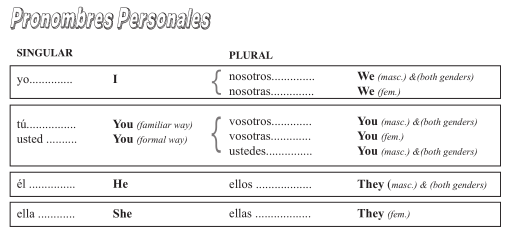 Pronombres Personales
SINGULAR PLURAL
yo.............. I { nosotros.............. We (masc.) &(both genders)
nosotras.............. We (fem.)
tú................ You (familiar way) { vosotros.............. You (masc.) &(both genders)
usted .......... You (formal way) vosotras.............. You (fem.)
ustedes.............. You (masc.) &(both genders)
él ............... He ellos .................. They (masc.) & (both genders)
ella ............ She ellas .................. They (fem.)